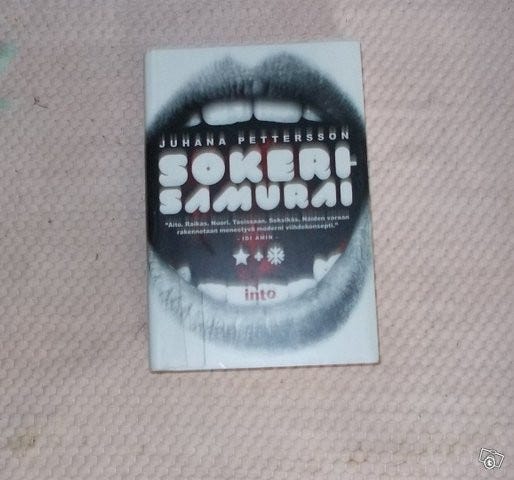 JUHANA PETTERSSON
SOKERI-
SAMURAI
"Aito. Raikas. Nuori. Tosissaan. Seksikäs. Näiden varaan
rakennetaan menestyvä moderni viihdekonsepti."
- IDI AMIN -
into